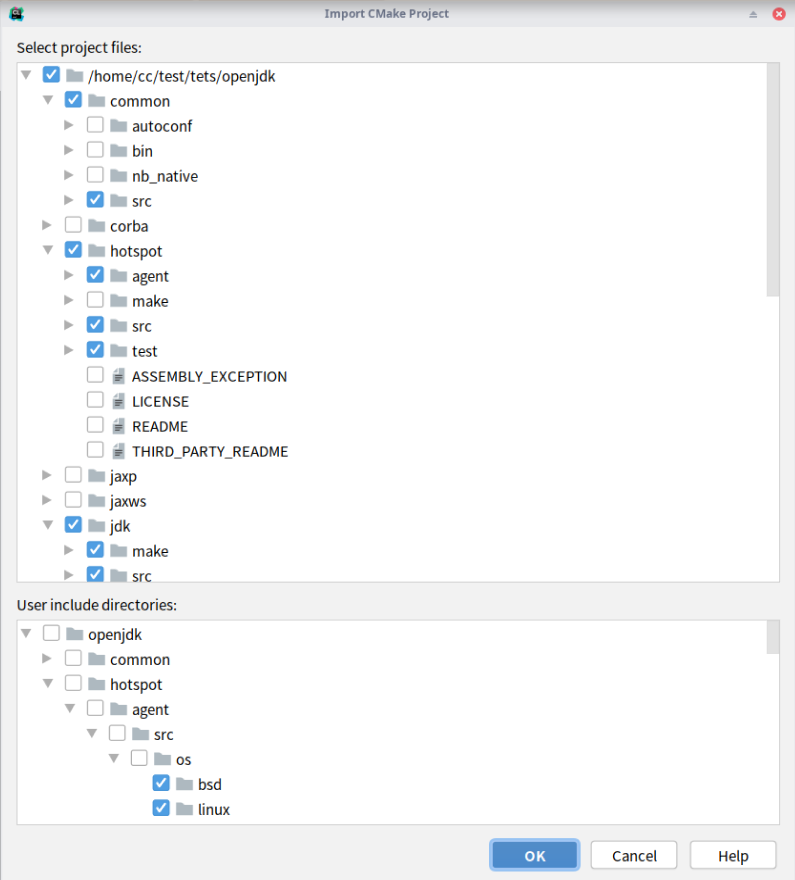 Import CMake Project
Select project files:
/home/cc/test/tets/openjdk
common
autoconf
bin
nb_native
src
corba
hotspot
agent
make
src
test
ASSEMBLY_EXCEPTION
LICENSE
README
THIRD_PARTY_README
jaxp
jaxws
jdk
make
src
User include directories:
openjdk
common
hotspot
agent
src
os
bsd
linux
OK Cancel Help